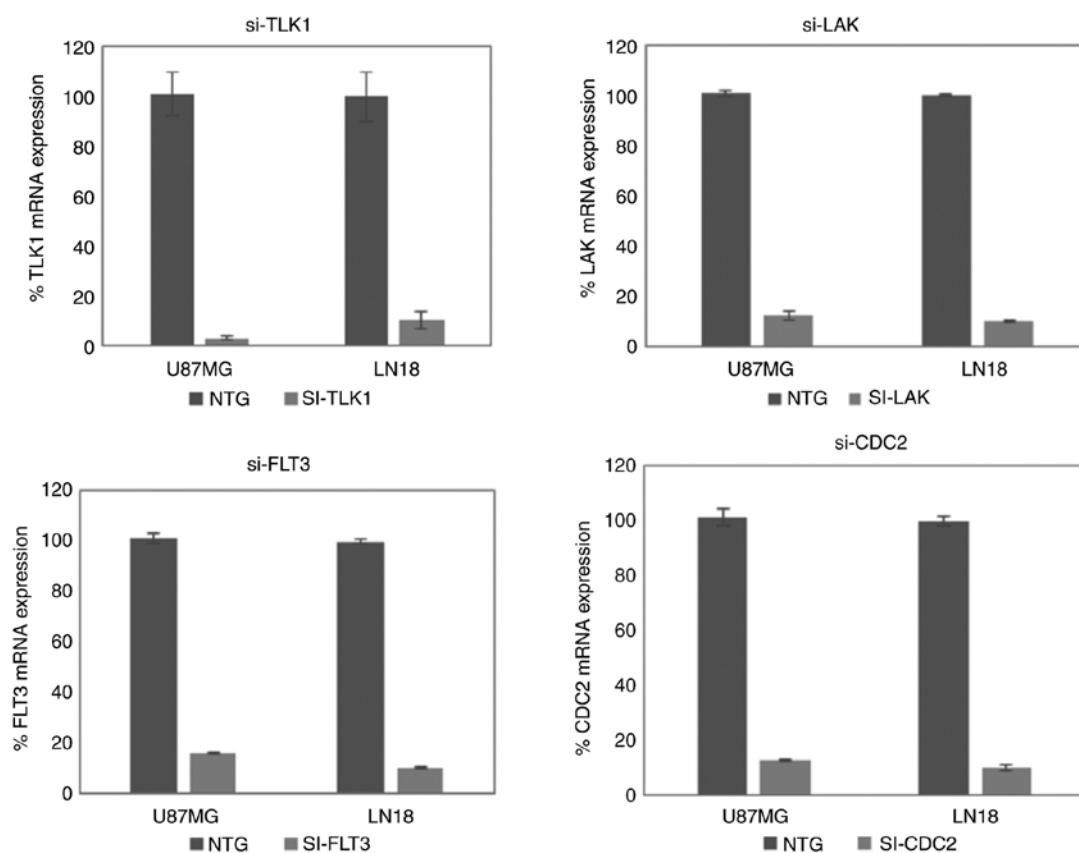 si-TLK1
% TLK1 mRNA expression
120
100
80
60
40
20
0
U87MG LN18
NTG SI-TLK1
si-LAK
% LAK mRNA expression
120
100
80
60
40
20
0
U87MG LN18
NTG SI-LAK
si-FLT3
% FLT3 mRNA expression
120
100
80
60
40
20
0
U87MG LN18
NTG SI-FLT3
si-CDC2
% CDC2 mRNA expression
120
100
80
60
40
20
0
U87MG LN18
NTG SI-CDC2